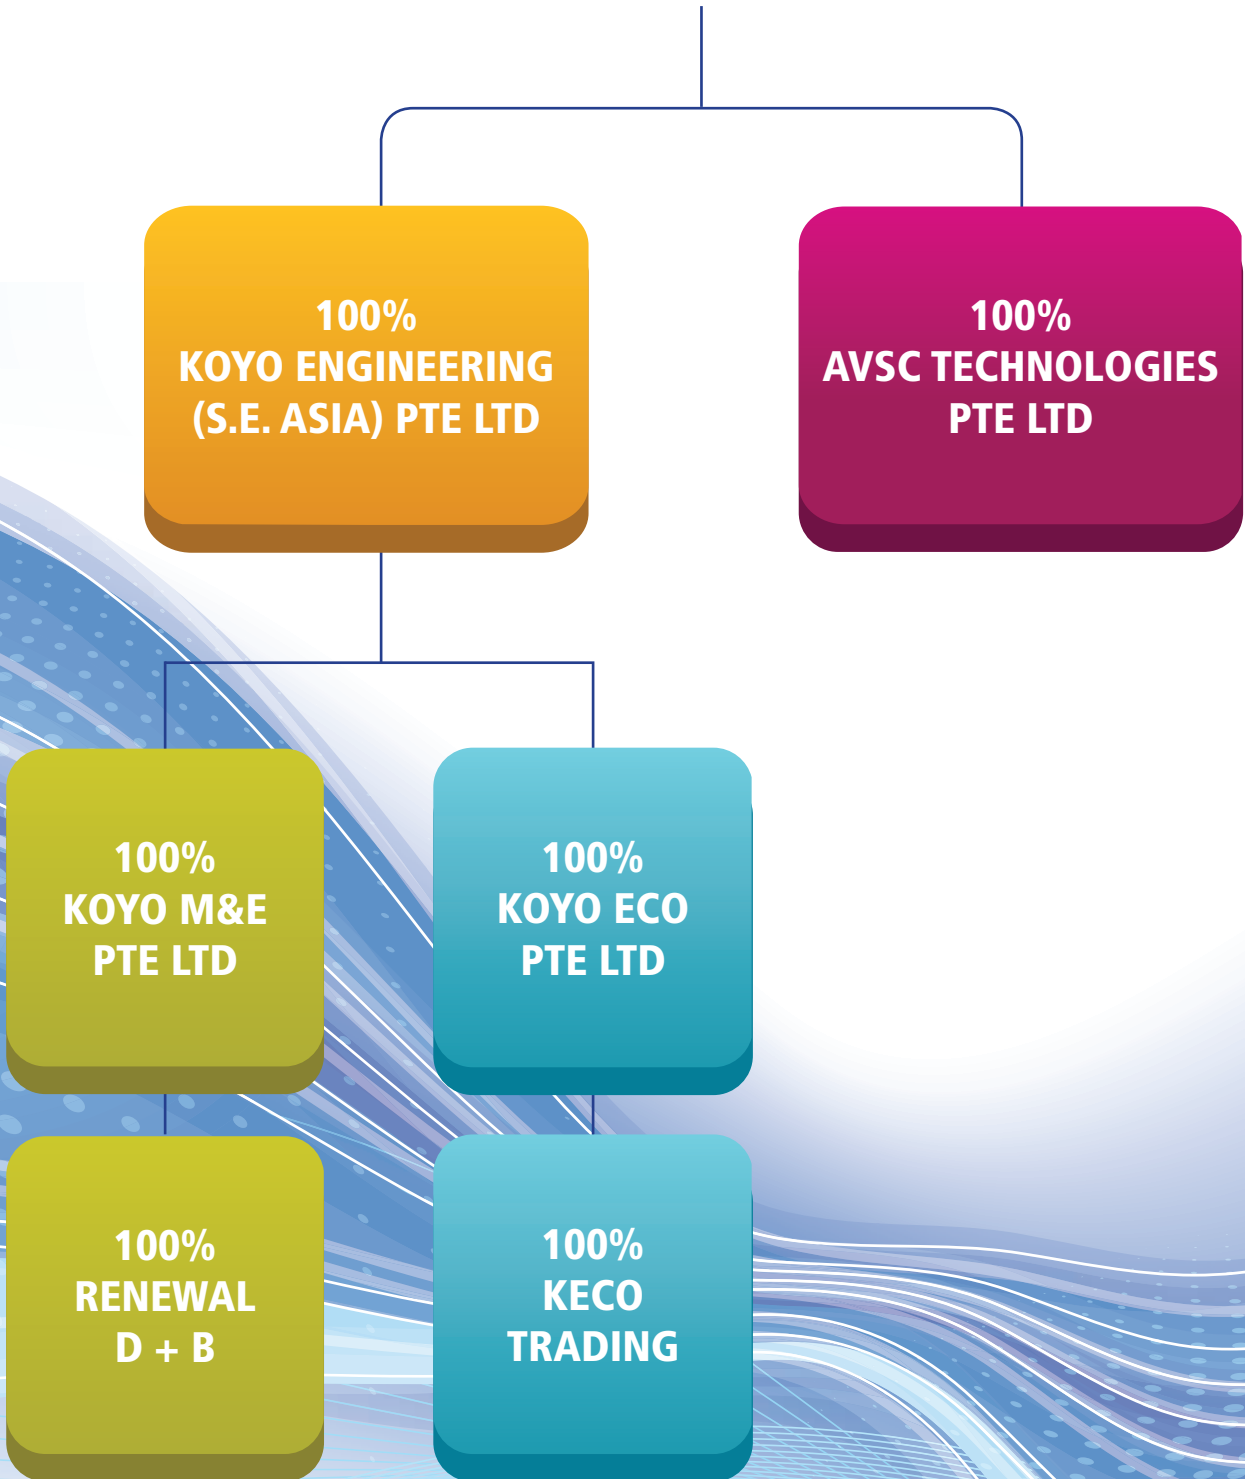 100%
KOYO ENGINEERING
(S.E. ASIA) PTE LTD
100%
AVSC TECHNOLOGIES
PTE LTD
100%
KOYO M&E
PTE LTD
100%
KOYO ECO
PTE LTD
100%
RENEWAL
D + B
100%
KECO
TRADING